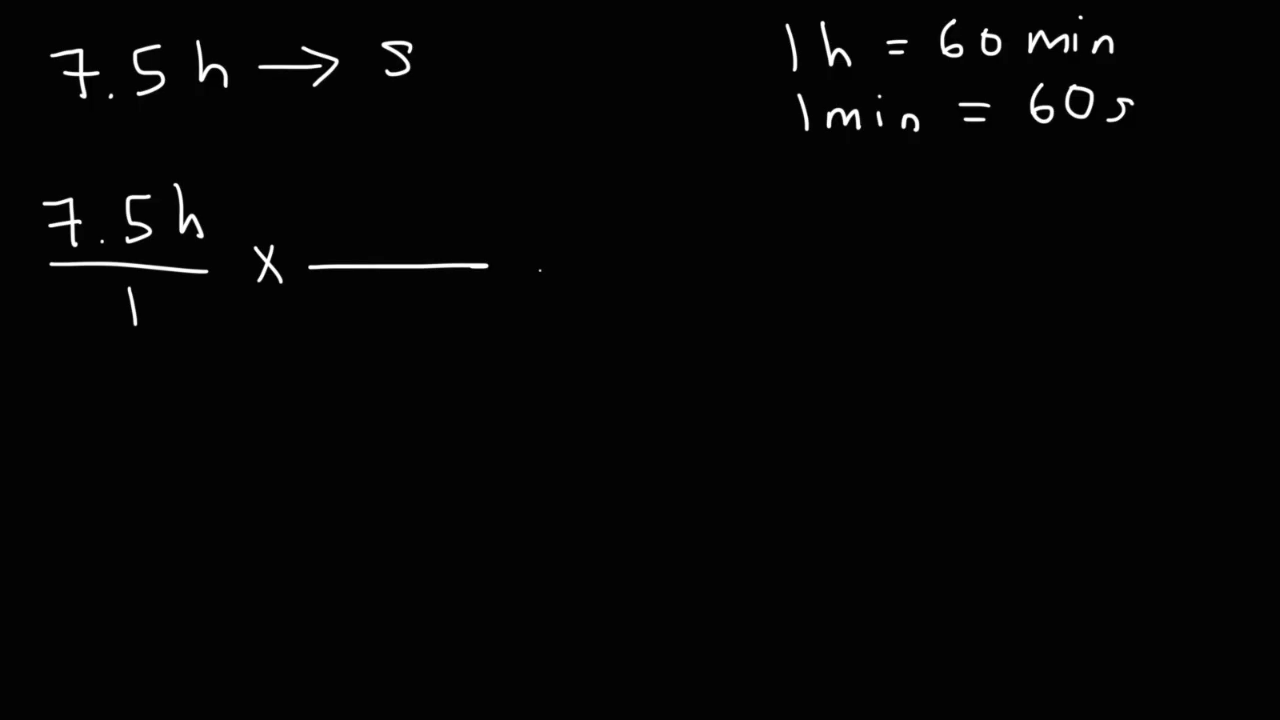 7.5 h → s
1 h = 60 min
1 min = 60 s
7.5 h
× ———
1